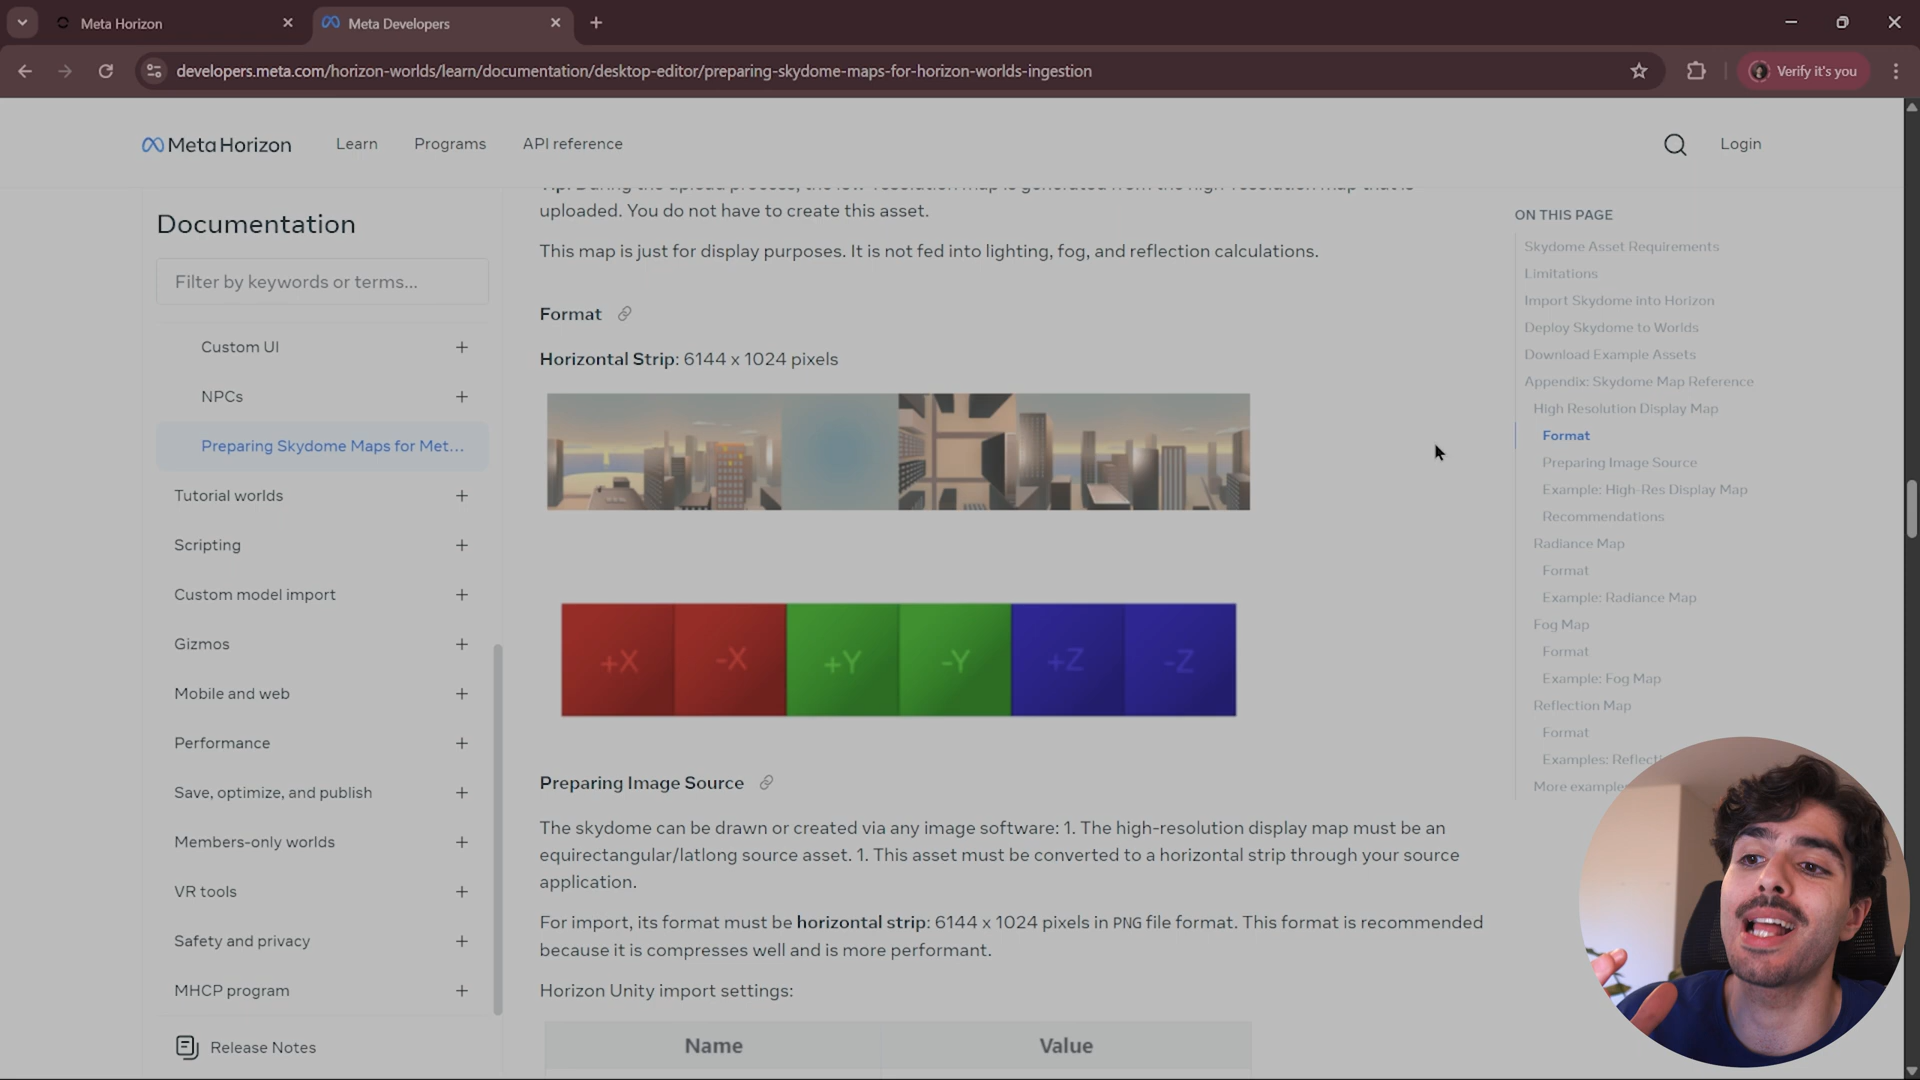 Meta Horizon
Meta Developers
developers.meta.com/horizon-worlds/learn/documentation/desktop-editor/preparing-skydome-maps-for-horizon-worlds-ingestion
Verify it's you
Meta Horizon
Learn
Programs
API reference
Login
Documentation
Filter by keywords or terms...
Custom UI
NPCs
Preparing Skydome Maps for Met...
Tutorial worlds
Scripting
Custom model import
Gizmos
Mobile and web
Performance
Save, optimize, and publish
Members-only worlds
VR tools
Safety and privacy
MHCP program
Release Notes
uploaded. You do not have to create this asset.
This map is just for display purposes. It is not fed into lighting, fog, and reflection calculations.
Format
Horizontal Strip: 6144 x 1024 pixels
+X -X +Y -Y +Z -Z
Preparing Image Source
The skydome can be drawn or created via any image software: 1. The high-resolution display map must be an
equirectangular/latlong source asset. 1. This asset must be converted to a horizontal strip through your source
application.
For import, its format must be horizontal strip: 6144 x 1024 pixels in PNG file format. This format is recommended
because it is compresses well and is more performant.
Horizon Unity import settings:
Name Value
ON THIS PAGE
Skydome Asset Requirements
Limitations
Import Skydome into Horizon
Deploy Skydome to Worlds
Download Example Assets
Appendix: Skydome Map Reference
High Resolution Display Map
Format
Preparing Image Source
Example: High-Res Display Map
Recommendations
Radiance Map
Format
Example: Radiance Map
Fog Map
Format
Example: Fog Map
Reflection Map
Format
Examples: Reflecti
More example